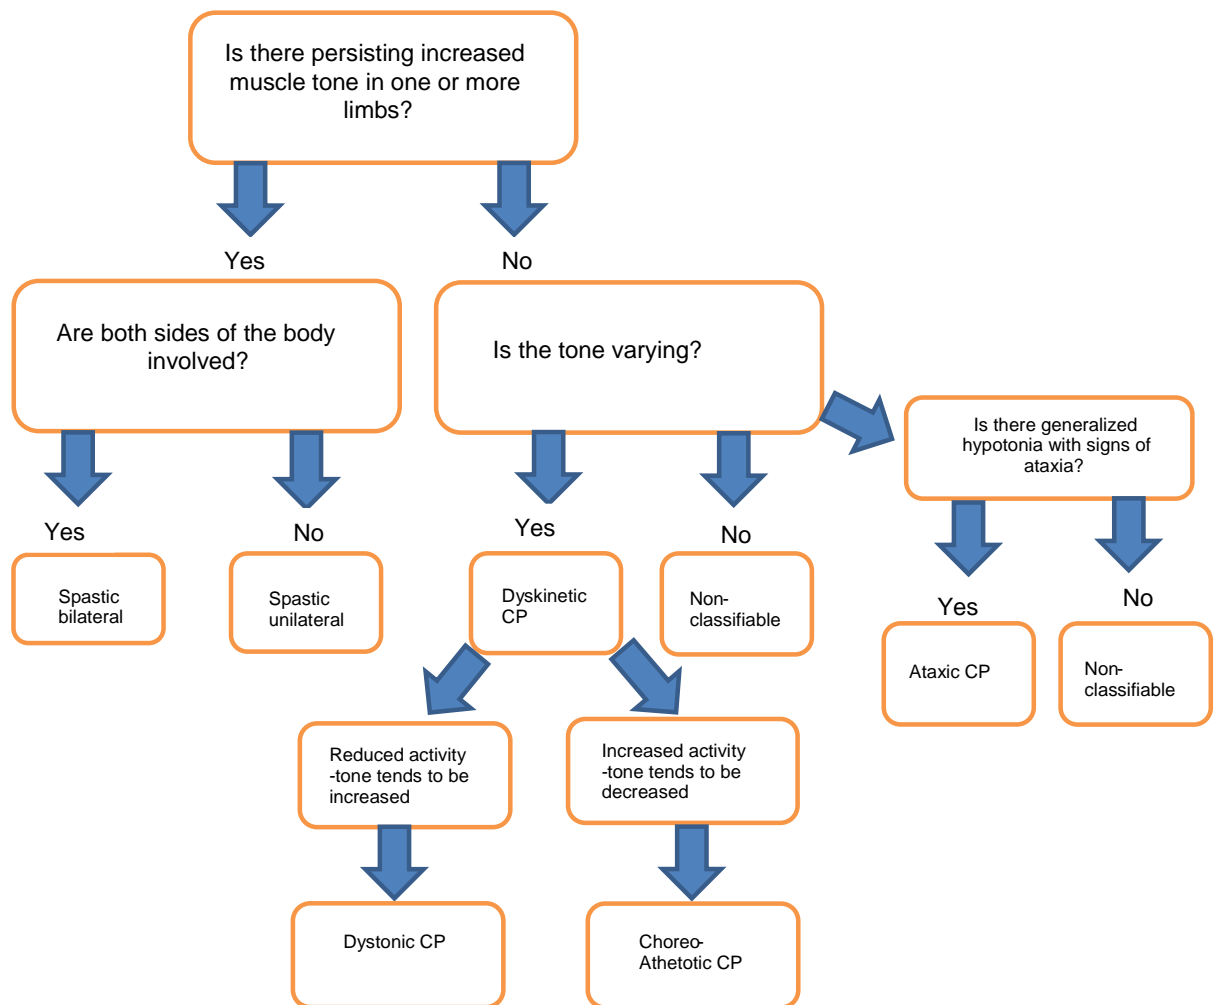 Is there persisting increased
muscle tone in one or more
limbs?
Yes
No
Are both sides of the body
involved?
Is the tone varying?
Is there generalized
hypotonia with signs of
ataxia?
Yes
No
Yes
No
Yes
No
Spastic
bilateral
Spastic
unilateral
Dyskinetic
CP
Non-
classifiable
Ataxic CP
Non-
classifiable
Reduced activity
-tone tends to be
increased
Increased activity
-tone tends to be
decreased
Dystonic CP
Choreo-
Athetotic CP